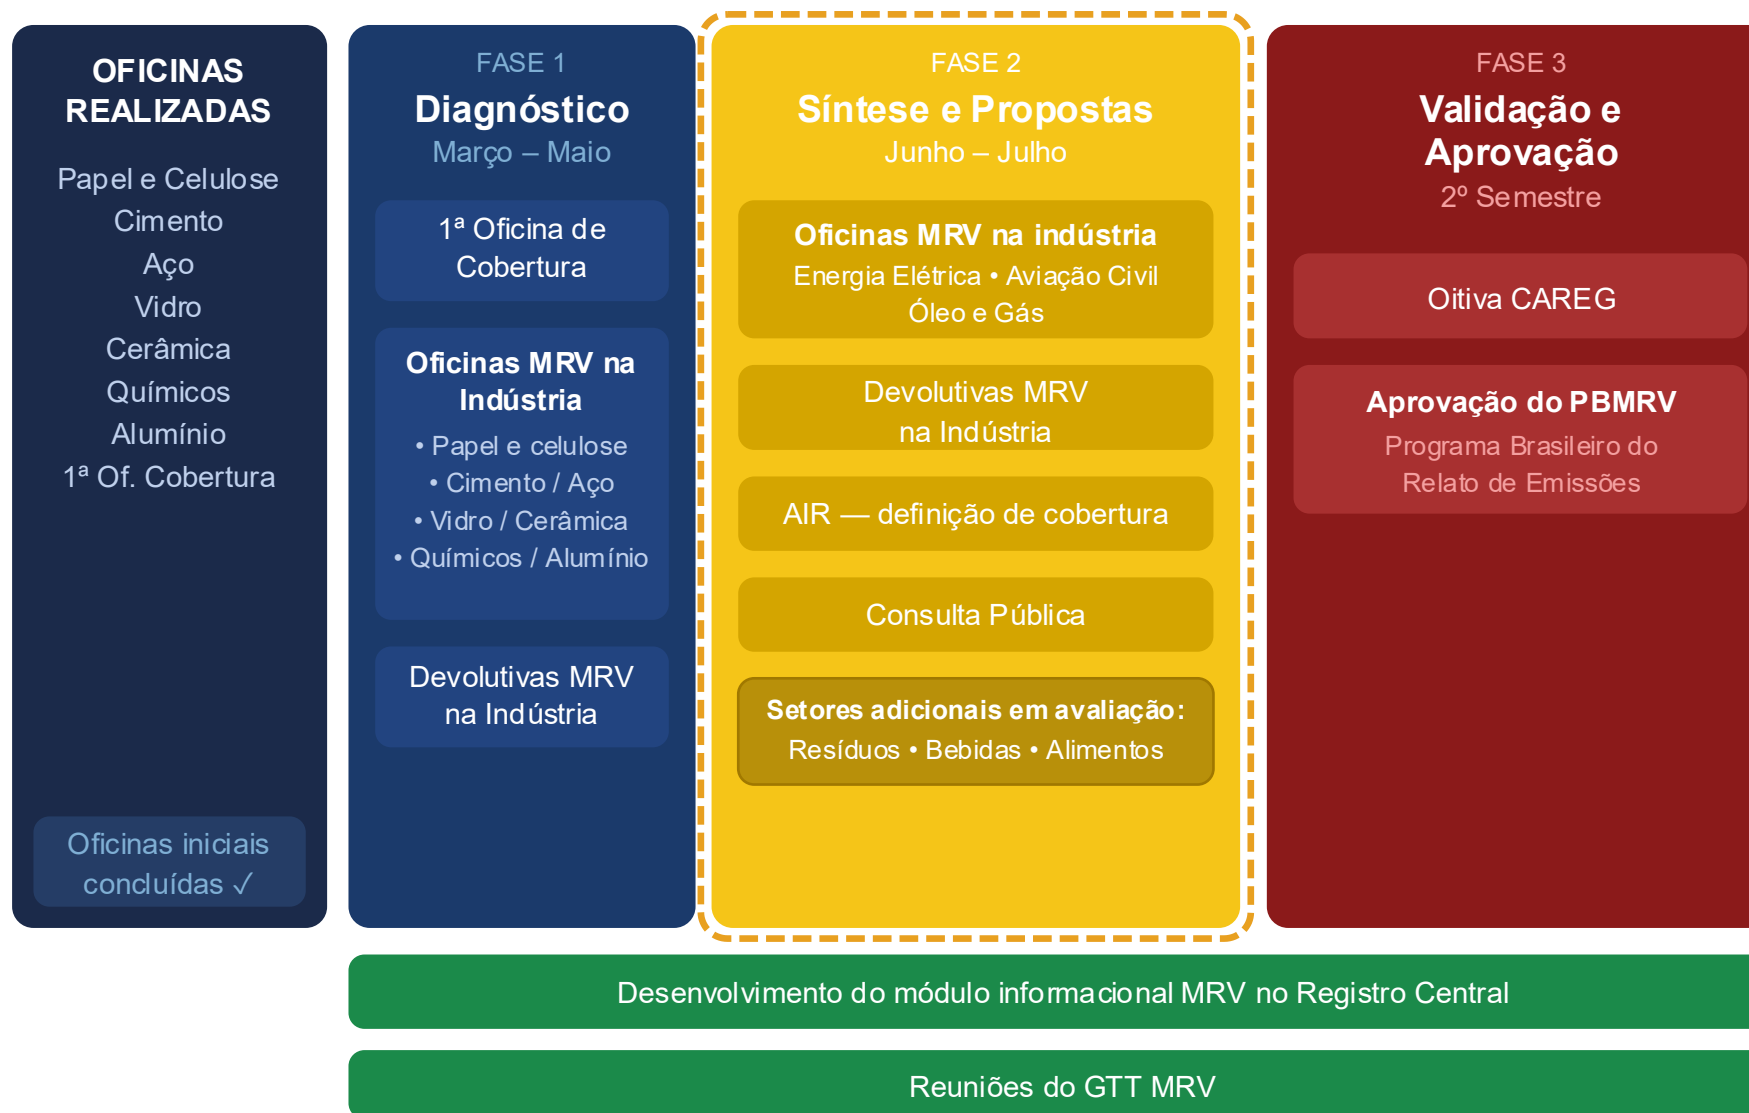 OFICINAS
REALIZADAS
Papel e Celulose
Cimento
Aço
Vidro
Cerâmica
Químicos
Alumínio
1ª Of. Cobertura
Oficinas iniciais
concluídas ✓
FASE 1
Diagnóstico
Março – Maio
1ª Oficina de
Cobertura
Oficinas MRV na
Indústria
• Papel e celulose
• Cimento / Aço
• Vidro / Cerâmica
• Químicos / Alumínio
Devolutivas MRV
na Indústria
FASE 2
Síntese e Propostas
Junho – Julho
Oficinas MRV na indústria
Energia Elétrica • Aviação Civil
Óleo e Gás
Devolutivas MRV
na Indústria
AIR — definição de cobertura
Consulta Pública
Setores adicionais em avaliação:
Resíduos • Bebidas • Alimentos
FASE 3
Validação e
Aprovação
2º Semestre
Oitiva CAREG
Aprovação do PBMRV
Programa Brasileiro do
Relato de Emissões
Desenvolvimento do módulo informacional MRV no Registro Central
Reuniões do GTT MRV